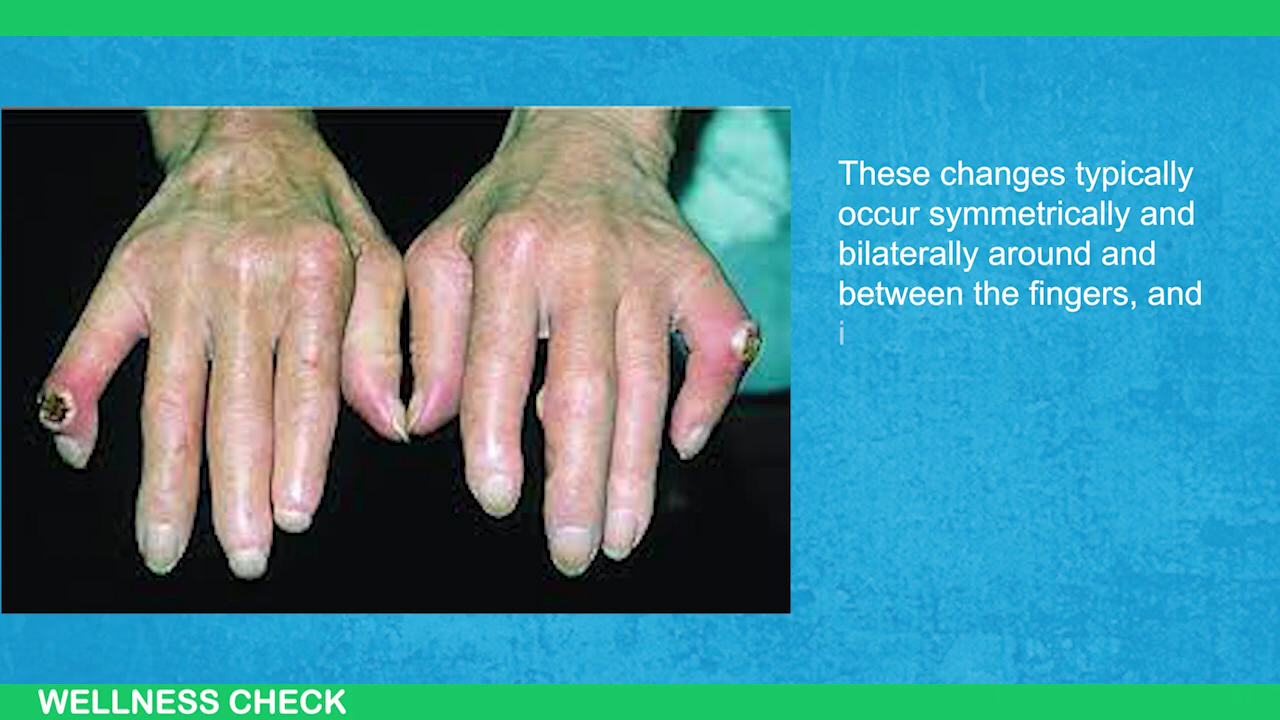 These changes typically
occur symmetrically and
bilaterally around and
between the fingers, and
i
WELLNESS CHECK